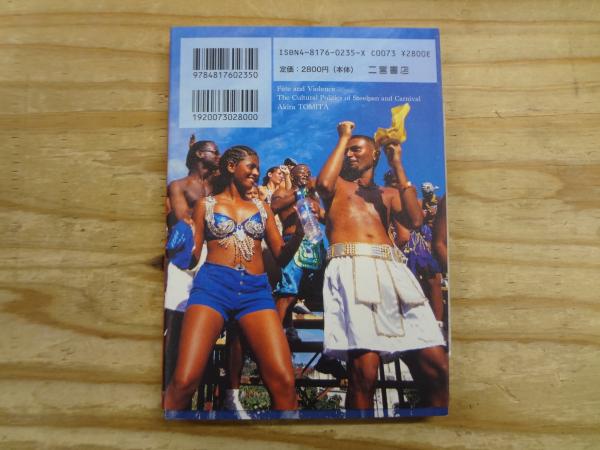 9784817602350
1920073028000
ISBN4-8176-0235-X C0073 ¥2800E
定価：2800円（本体） 二宮書店
Fête and Violence
The Cultural Politics of Steelpan and Carnival
Akira TOMITA